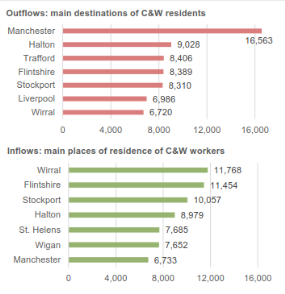 Outflows: main destinations of C&W residents
Manchester 16,563
Halton 9,028
Trafford 8,406
Flintshire 8,389
Stockport 8,310
Liverpool 6,986
Wirral 6,720
0 4,000 8,000 12,000 16,000
Inflows: main places of residence of C&W workers
Wirral 11,768
Flintshire 11,454
Stockport 10,057
Halton 8,979
St. Helens 7,685
Wigan 7,652
Manchester 6,733
0 4,000 8,000 12,000 16,000